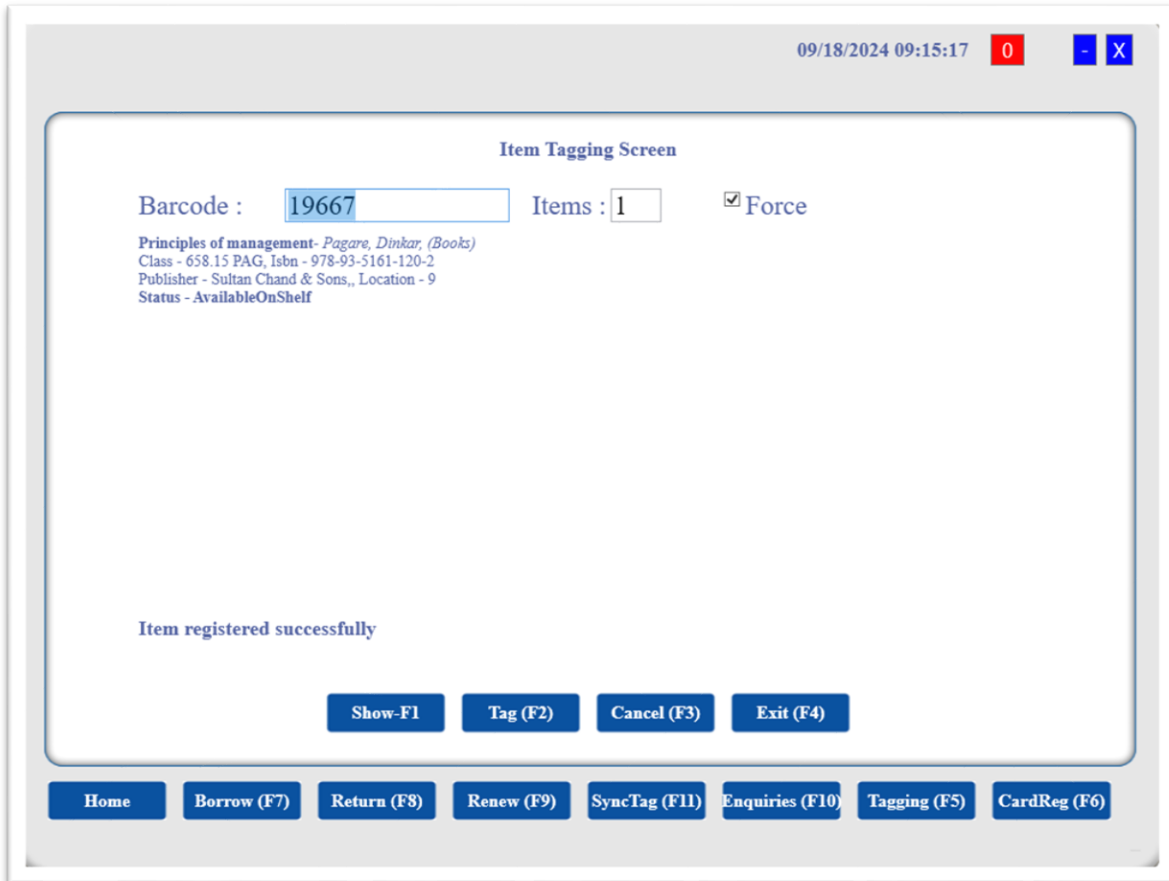 09/18/2024 09:15:17 0 - X
Item Tagging Screen
Barcode : 19667 Items : 1 Force
Principles of management- Pagare, Dinkar, (Books)
Class - 658.15 PAG, Isbn - 978-93-5161-120-2
Publisher - Sultan Chand & Sons,, Location - 9
Status - AvailableOnShelf
Item registered successfully
Show-F1 Tag (F2) Cancel (F3) Exit (F4)
Home Borrow (F7) Return (F8) Renew (F9) SyncTag (F11) Enquiries (F10) Tagging (F5) CardReg (F6)